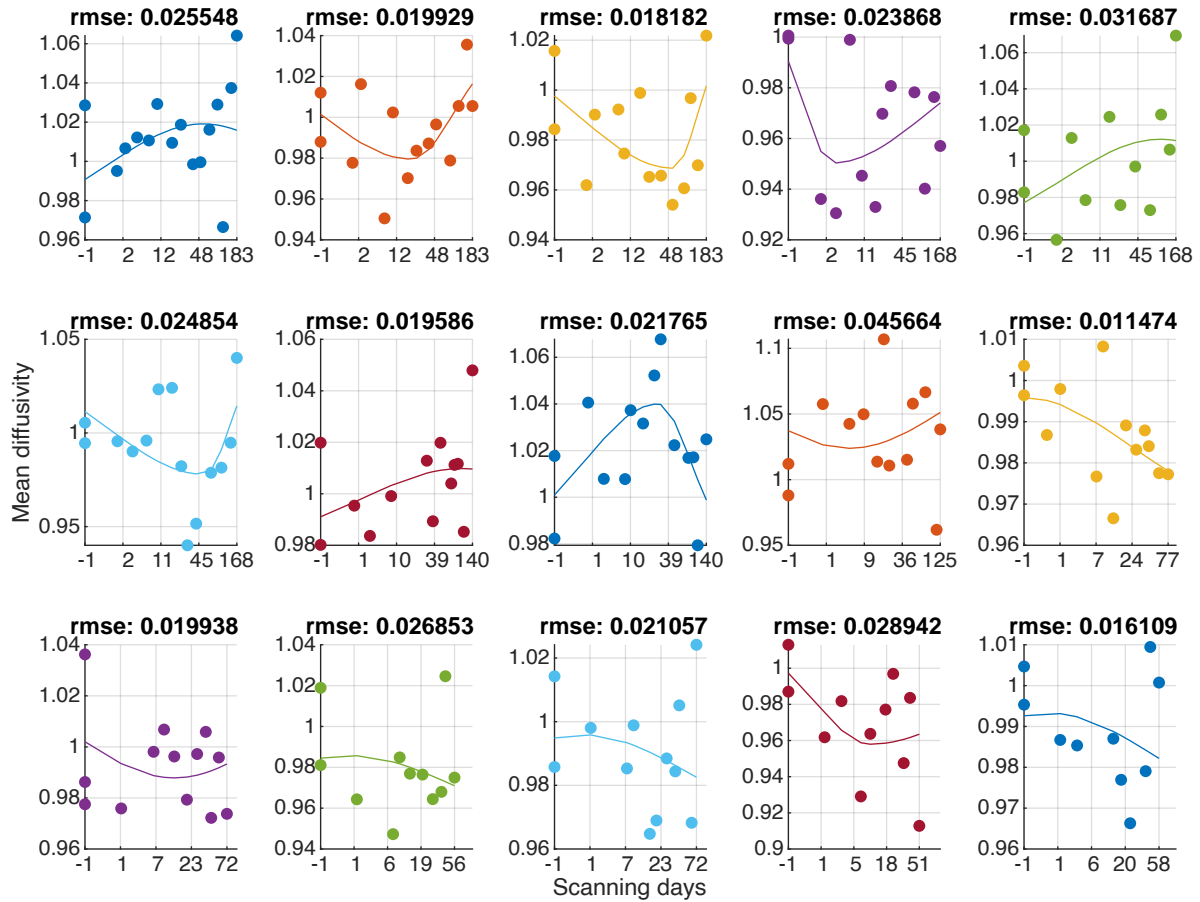 rmse: 0.025548 rmse: 0.019929 rmse: 0.018182 rmse: 0.023868 rmse: 0.031687
1.06 1.04 1.02 1 1.06
1.04 1.02 1 0.98 1.04
1.02 1 0.98 0.96 1.02
1 0.98 0.96 0.94 1
0.98 0.96 0.94 0.92 0.98
0.96 0.94 0.96
-1 2 12 48 183 -1 2 12 48 183 -1 2 12 48 183 -1 2 11 45 168 -1 2 11 45 168
rmse: 0.024854 rmse: 0.019586 rmse: 0.021765 rmse: 0.045664 rmse: 0.011474
Mean diffusivity
1.05 1.06 1.06 1.1 1.01
1 1.04 1.04 1.05 1
0.95 1.02 1.02 1 0.99
1 1 0.95 0.98
0.98 0.98 0.97
0.96
-1 2 11 45 168 -1 1 10 39 140 -1 1 10 39 140 -1 1 9 36 125 -1 1 7 24 77
rmse: 0.019938 rmse: 0.026853 rmse: 0.021057 rmse: 0.028942 rmse: 0.016109
1.04 1.04 1.02 1 1.01
1.02 1.02 1 0.98 1
1 1 0.98 0.96 0.99
0.98 0.98 0.96 0.94 0.98
0.96 0.96 0.92 0.97
0.94 0.9 0.96
-1 1 7 23 72 -1 1 6 19 56 -1 1 7 23 72 -1 1 5 18 51 -1 1 6 20 58
Scanning days